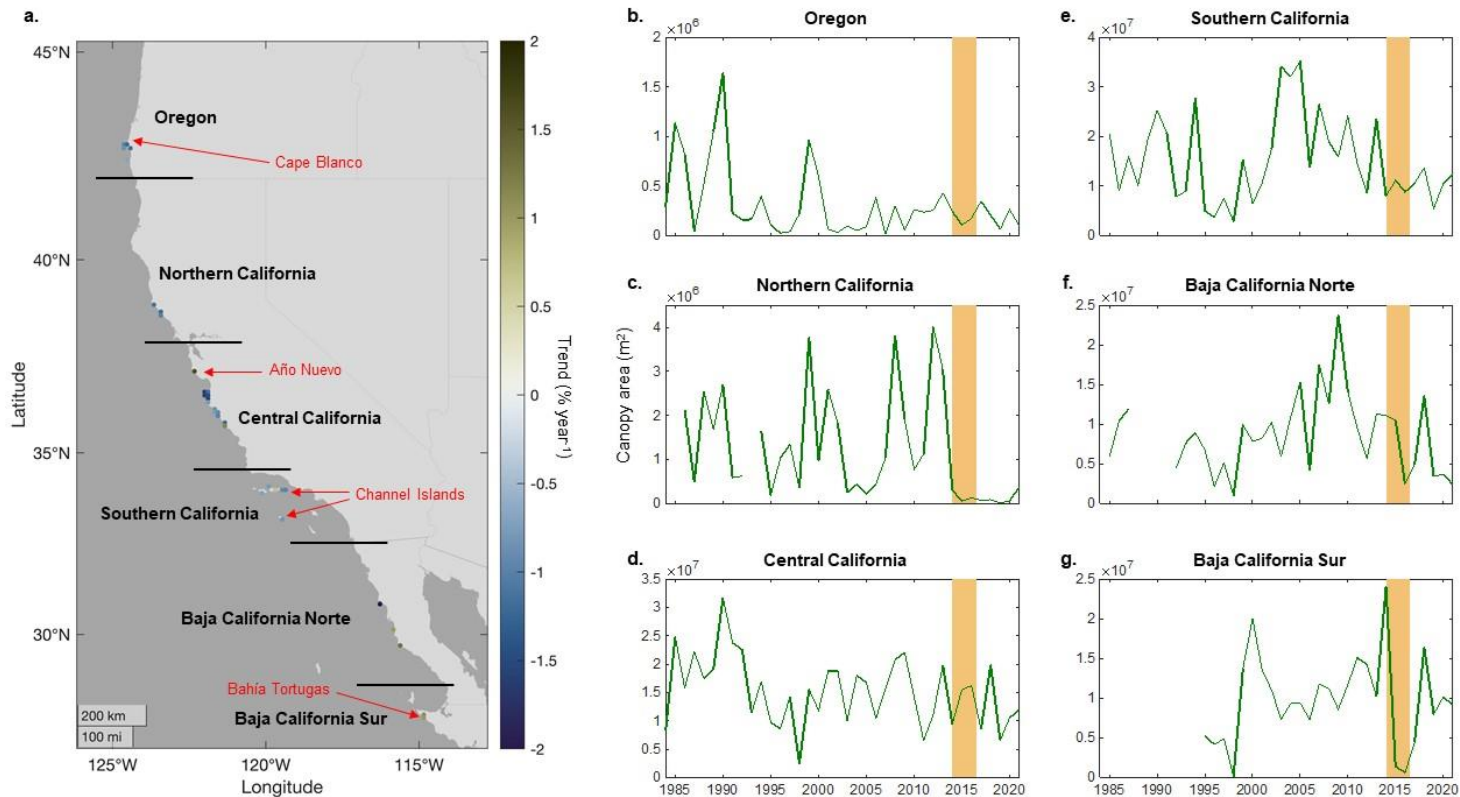 a.
45°N
40°N
35°N
30°N
Latitude
125°W
120°W
115°W
Longitude
Oregon
Cape Blanco
Northern California
Año Nuevo
Central California
Channel Islands
Southern California
Baja California Norte
Bahía Tortugas
Baja California Sur
200 km
100 mi
2
1.5
1
0.5
0
-0.5
-1
-1.5
-2
Trend (% year⁻¹)
b.
Oregon
×10⁶
2
1.5
1
0.5
0
c.
Northern California
×10⁶
4
3
2
1
0
Canopy area (m²)
d.
Central California
×10⁷
3.5
3
2.5
2
1.5
1
0.5
0
1985 1990 1995 2000 2005 2010 2015 2020
e.
Southern California
×10⁷
4
3
2
1
0
f.
Baja California Norte
×10⁷
2.5
2
1.5
1
0.5
0
g.
Baja California Sur
×10⁷
2.5
2
1.5
1
0.5
0
1985 1990 1995 2000 2005 2010 2015 2020